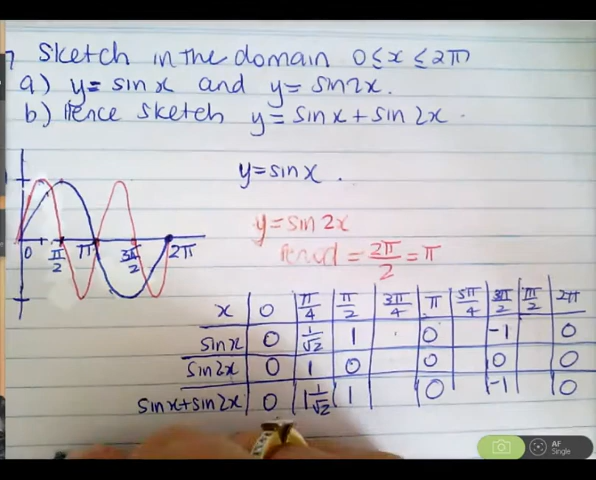 7 Sketch in the domain 0 ≤ x ≤ 2π
a) y = sin x and y = sin 2x.
b) Hence sketch y = sin x + sin 2x.
y = sin x.
y = sin 2x
Period = 2π/2 = π
0 π/2 π 3π/2 2π
x 0 π/4 π/2 3π/4 π 5π/4 3π/2 π/2 2π
sin x 0 1/√2 1 0 -1 0
sin 2x 0 1 0 0 0 0
sin x + sin 2x 0 1 1/√2 1 0 -1 0
AF
Single